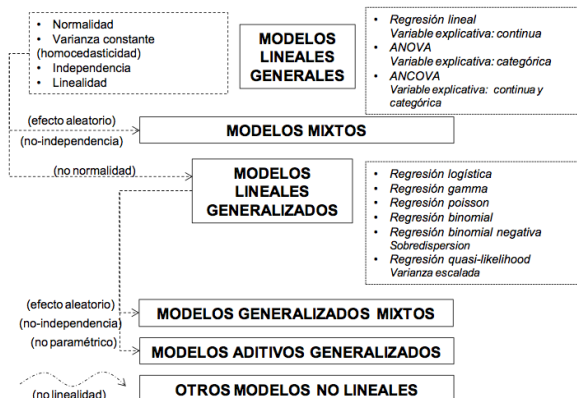 • Normalidad
• Varianza constante
(homocedasticidad)
• Independencia
• Linealidad
MODELOS
LINEALES
GENERALES
• Regresión lineal
Variable explicativa: continua
• ANOVA
Variable explicativa: categórica
• ANCOVA
Variable explicativa: continua y
categórica
(efecto aleatorio)
(no-independencia)
MODELOS MIXTOS
(no normalidad)
MODELOS
LINEALES
GENERALIZADOS
• Regresión logística
• Regresión gamma
• Regresión poisson
• Regresión binomial
• Regresión binomial negativa
Sobredispersion
• Regresión quasi-likelihood
Varianza escalada
(efecto aleatorio)
(no-independencia)
MODELOS GENERALIZADOS MIXTOS
(no paramétrico)
MODELOS ADITIVOS GENERALIZADOS
(no linealidad)
OTROS MODELOS NO LINEALES